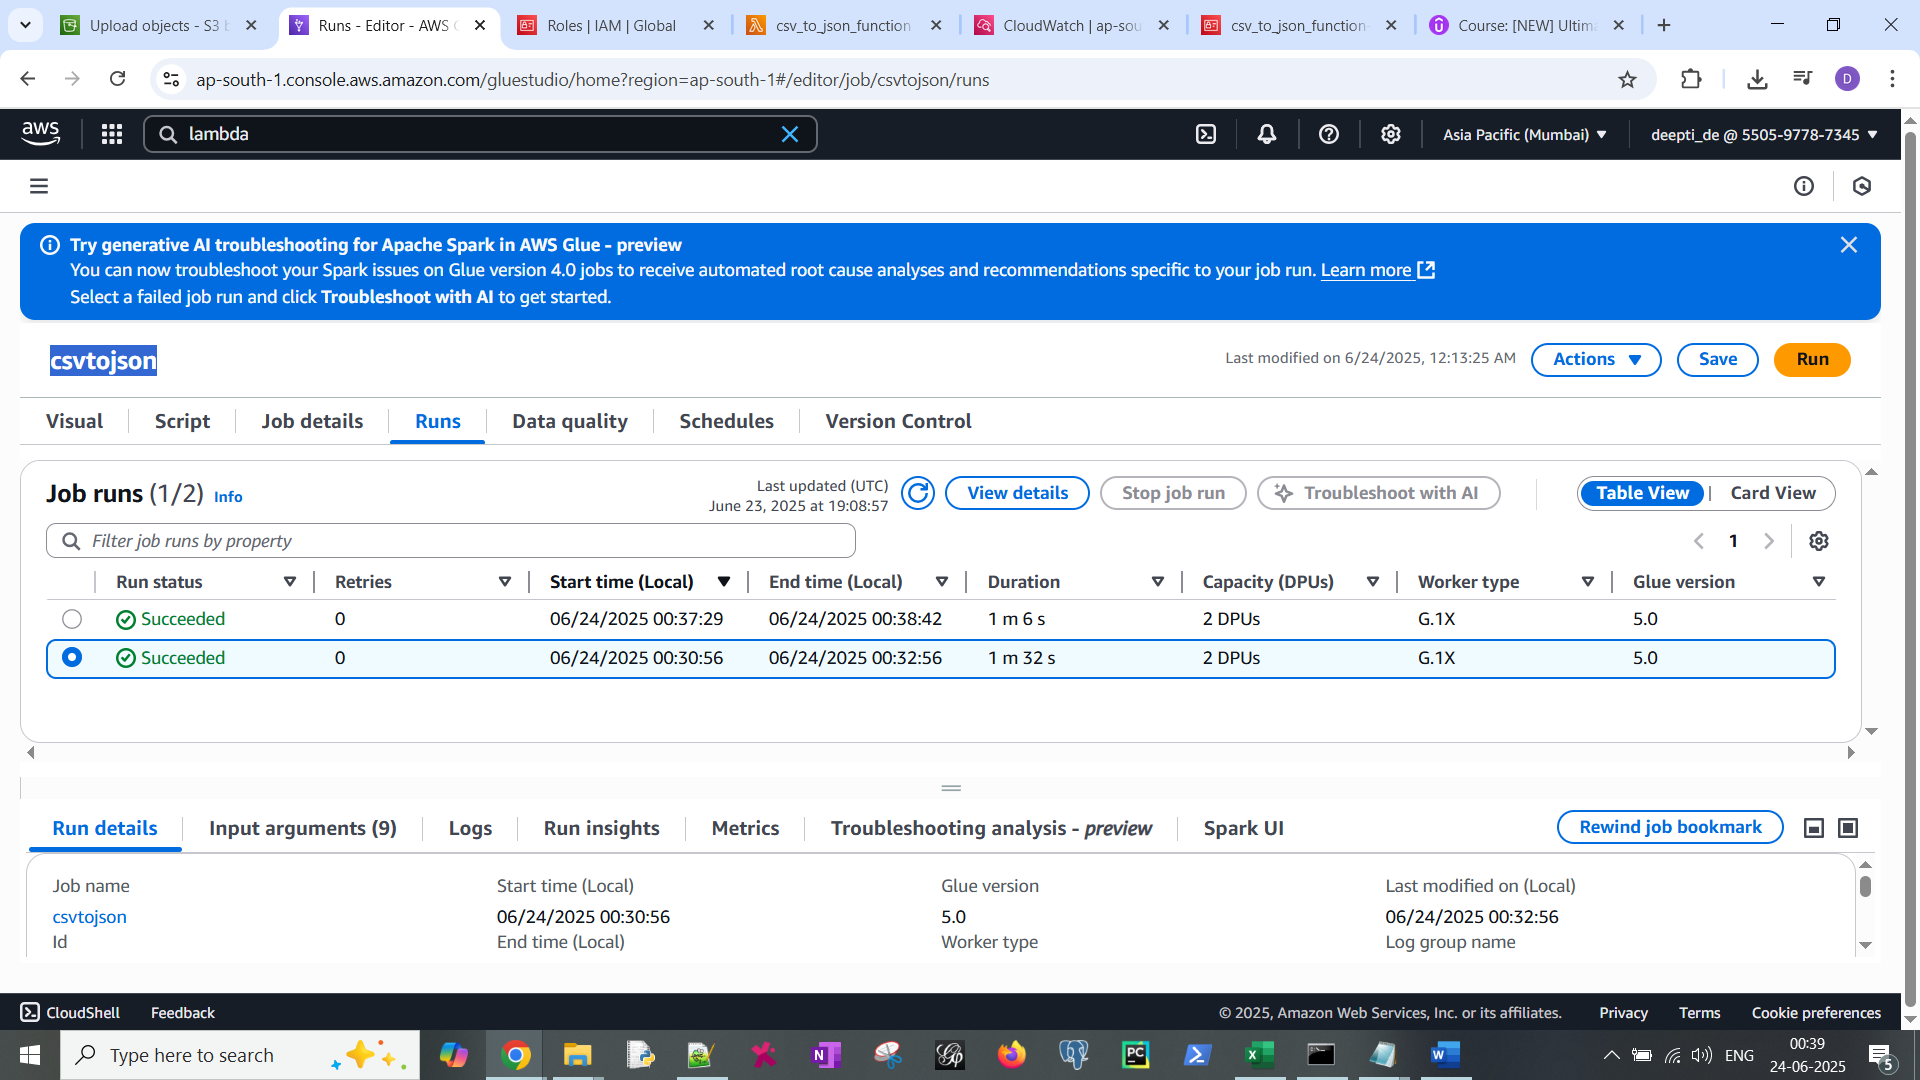 Upload objects - S3 b
Runs - Editor - AWS G
Roles | IAM | Global
csv_to_json_function
CloudWatch | ap-sou
csv_to_json_function-
Course: [NEW] Ultima
ap-south-1.console.aws.amazon.com/gluestudio/home?region=ap-south-1#/editor/job/csvtojson/runs
D
aws
lambda
Asia Pacific (Mumbai)
deepti_de @ 5505-9778-7345
Try generative AI troubleshooting for Apache Spark in AWS Glue - preview
You can now troubleshoot your Spark issues on Glue version 4.0 jobs to receive automated root cause analyses and recommendations specific to your job run. Learn more
Select a failed job run and click Troubleshoot with AI to get started.
csvtojson
Last modified on 6/24/2025, 12:13:25 AM
Actions
Save
Run
Visual
Script
Job details
Runs
Data quality
Schedules
Version Control
Job runs (1/2) Info
Last updated (UTC)
June 23, 2025 at 19:08:57
View details
Stop job run
Troubleshoot with AI
Table View
Card View
Filter job runs by property
1
Run status Retries Start time (Local) End time (Local) Duration Capacity (DPUs) Worker type Glue version
Succeeded 0 06/24/2025 00:37:29 06/24/2025 00:38:42 1 m 6 s 2 DPUs G.1X 5.0
Succeeded 0 06/24/2025 00:30:56 06/24/2025 00:32:56 1 m 32 s 2 DPUs G.1X 5.0
Run details
Input arguments (9)
Logs
Run insights
Metrics
Troubleshooting analysis - preview
Spark UI
Rewind job bookmark
Job name Start time (Local) Glue version Last modified on (Local)
csvtojson 06/24/2025 00:30:56 5.0 06/24/2025 00:32:56
Id End time (Local) Worker type Log group name
CloudShell
Feedback
© 2025, Amazon Web Services, Inc. or its affiliates.
Privacy
Terms
Cookie preferences
Type here to search
ENG
00:39
24-06-2025
5